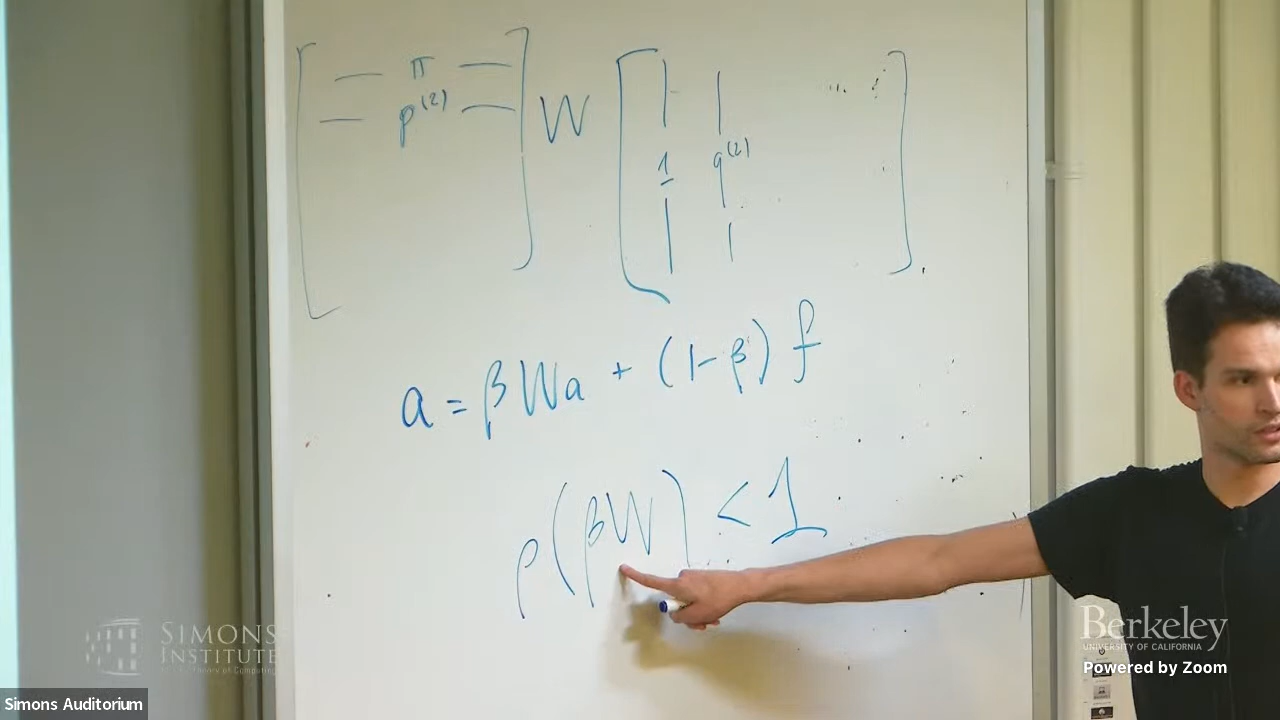 π
p^(2)
W
1
q^(2)
...
a = βWa + (1-β) f
ρ(βW) < 1
SIMONS
INSTITUTE
Berkeley
UNIVERSITY OF CALIFORNIA
Powered by Zoom
Simons Auditorium